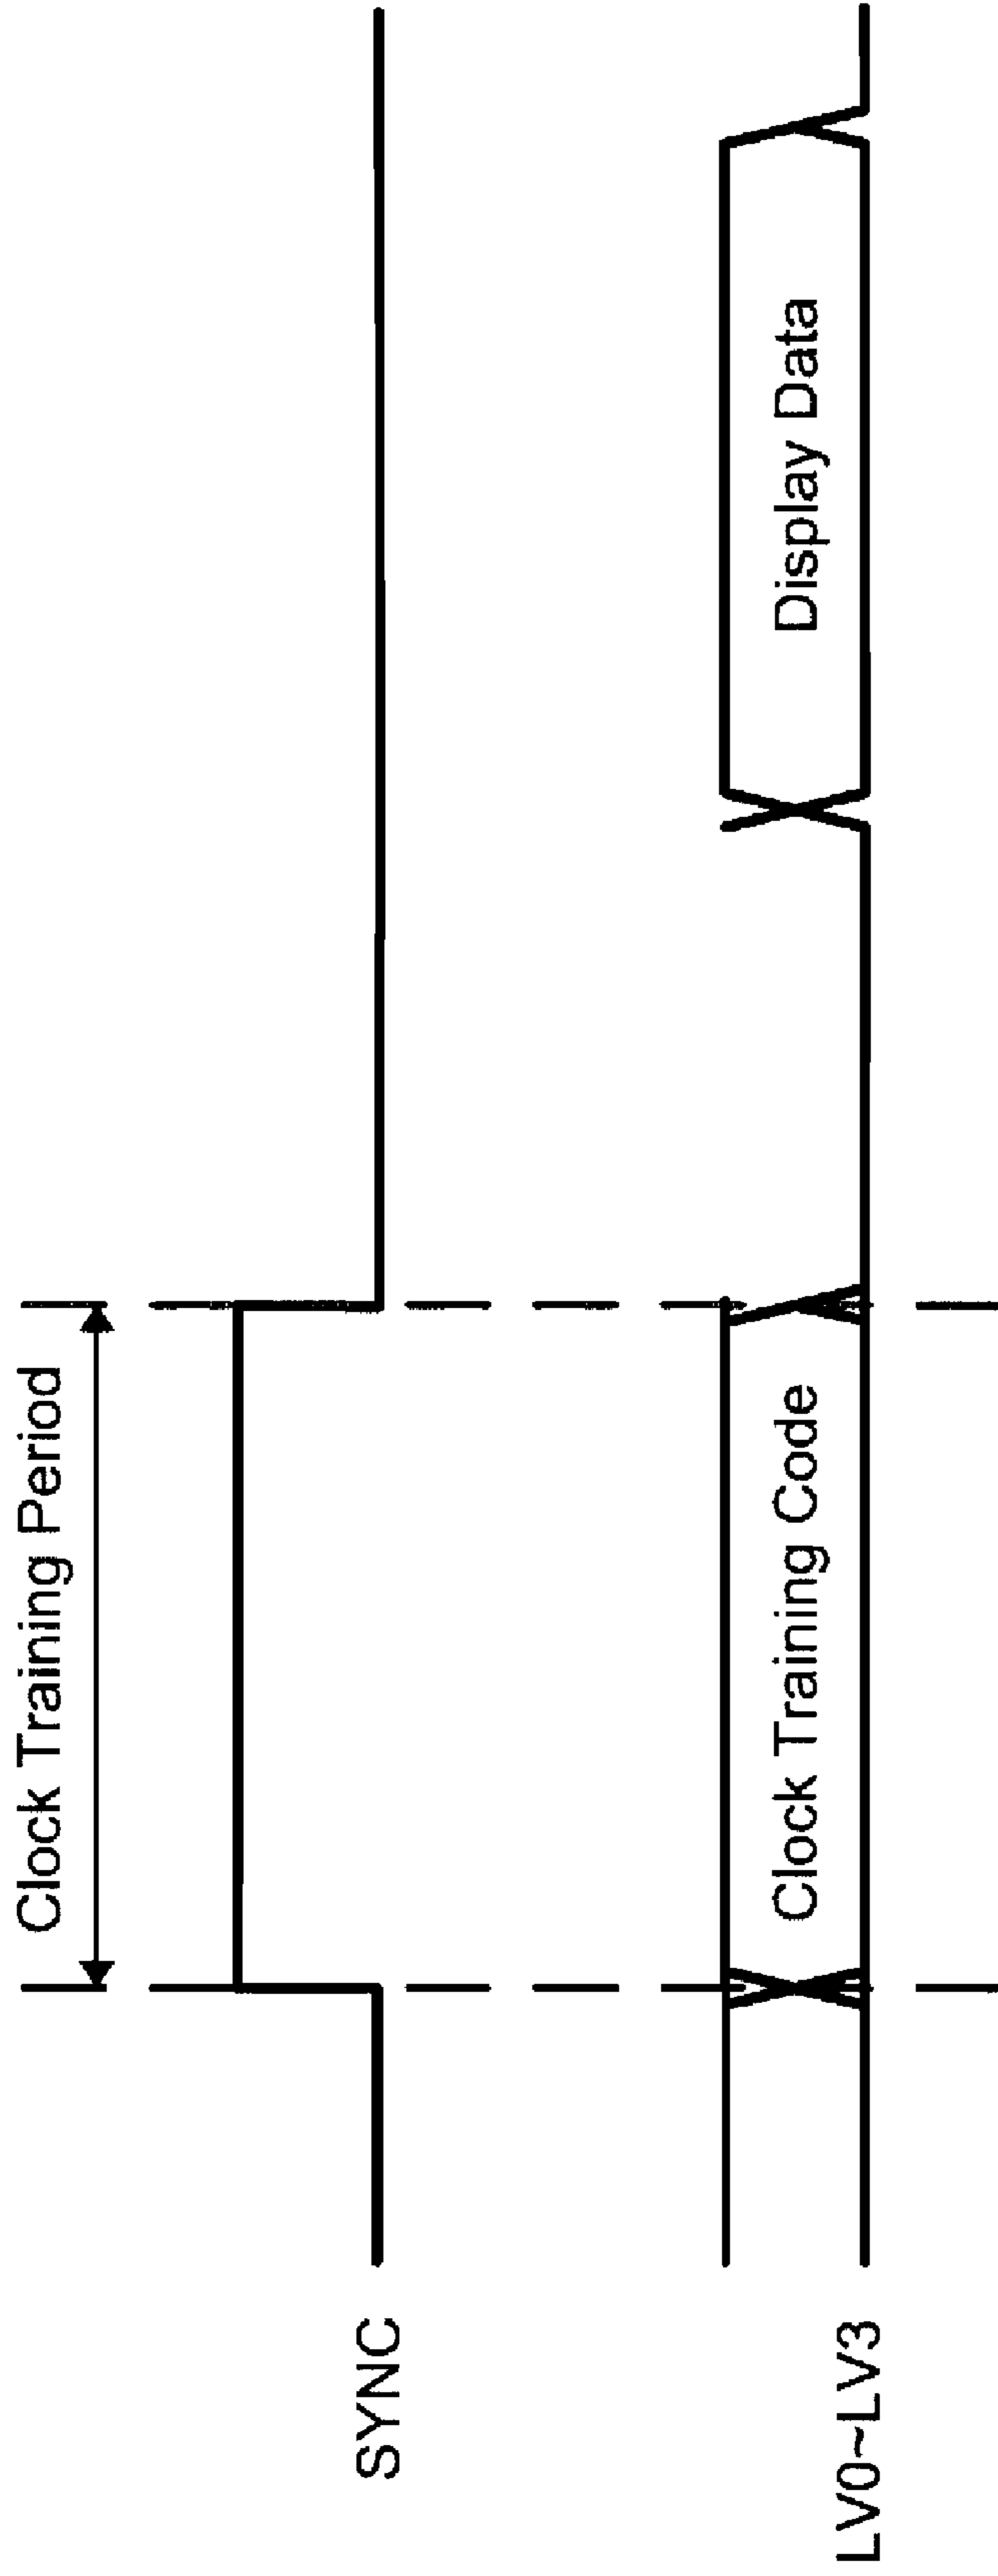 Clock Training Period
SYNC
LV0~LV3
Clock Training Code
Display Data